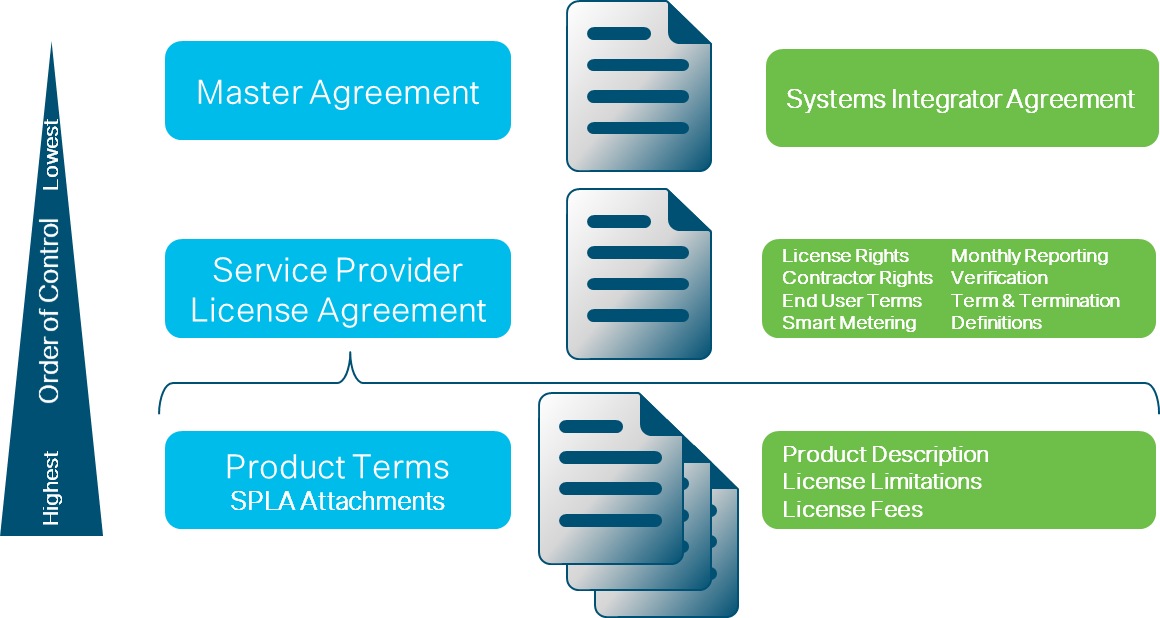 Master Agreement
Systems Integrator Agreement
Lowest
Order of Control
Highest
Service Provider
License Agreement
License Rights
Contractor Rights
End User Terms
Smart Metering
Monthly Reporting
Verification
Term & Termination
Definitions
Product Terms
SPLA Attachments
Product Description
License Limitations
License Fees